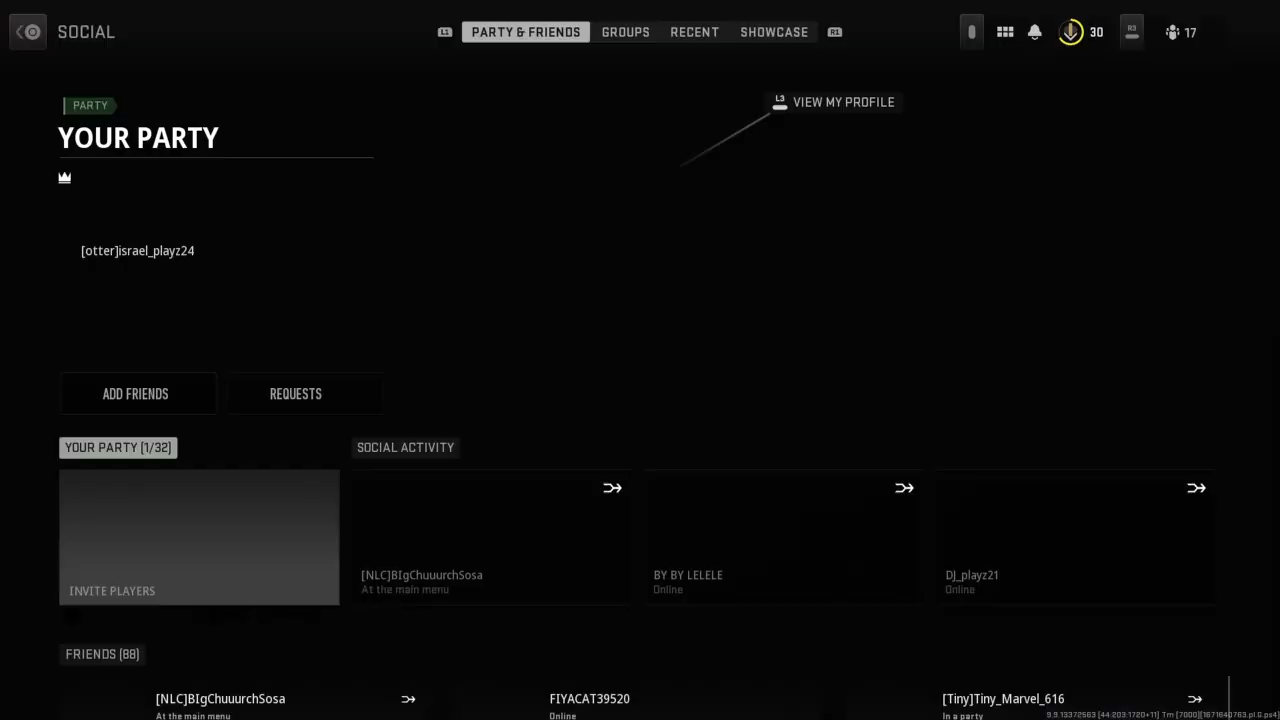 SOCIAL
L1 PARTY & FRIENDS GROUPS RECENT SHOWCASE R1
30 R3 17
PARTY
YOUR PARTY
L3 VIEW MY PROFILE
[otter]israel_playz24
ADD FRIENDS REQUESTS
YOUR PARTY (1/32) SOCIAL ACTIVITY
INVITE PLAYERS
[NLC]BIgChuuurchSosa
At the main menu
BY BY LELELE
Online
DJ_playz21
Online
FRIENDS (88)
[NLC]BIgChuuurchSosa
At the main menu
FIYACAT39520
Online
[Tiny]Tiny_Marvel_616
In a party